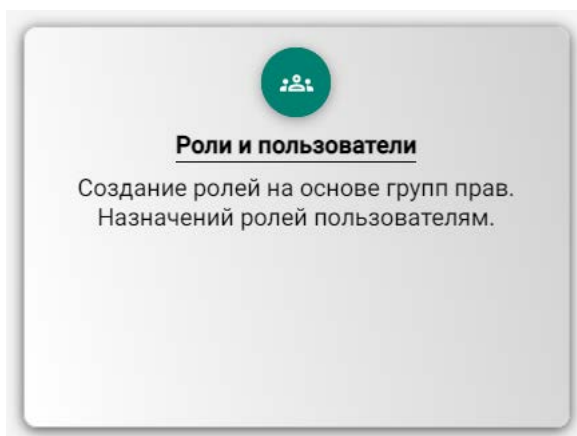 Роли и пользователи
Создание ролей на основе групп прав.
Назначений ролей пользователям.